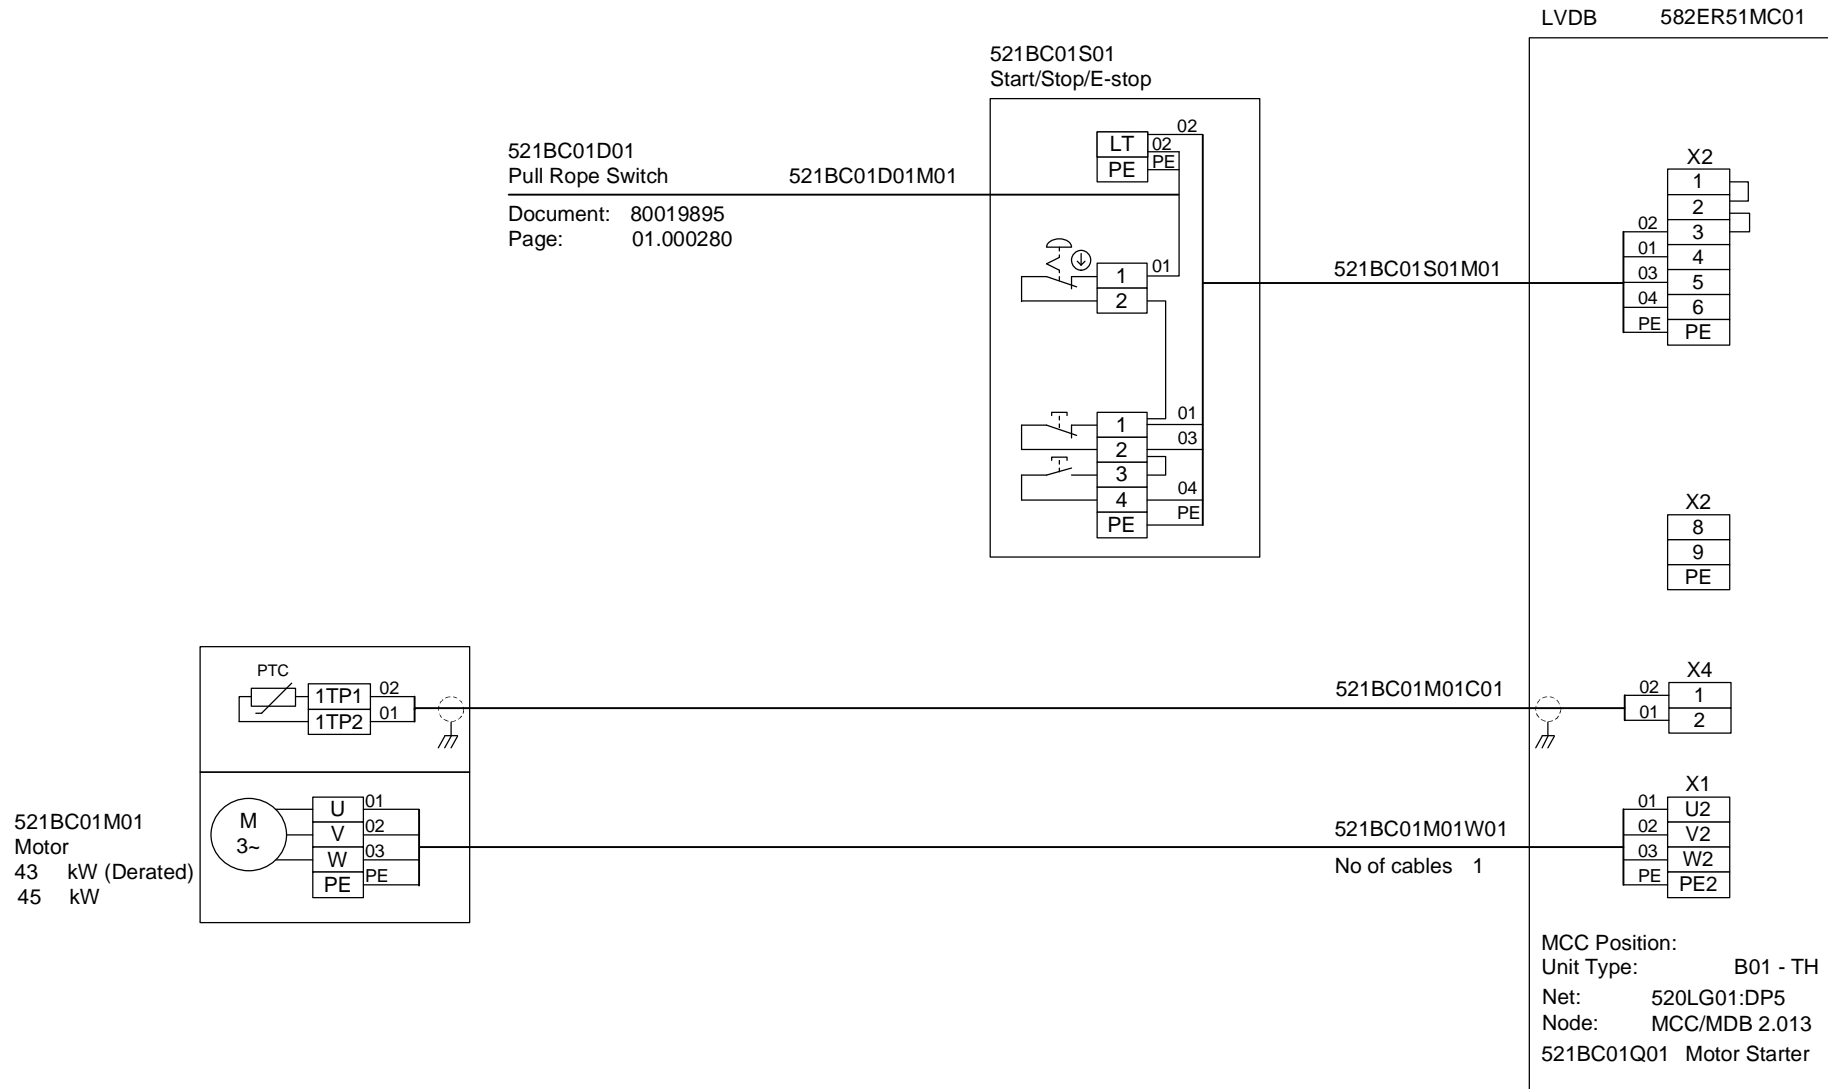 LVDB 582ER51MC01
521BC01S01
Start/Stop/E-stop
521BC01D01
Pull Rope Switch
521BC01D01M01
Document: 80019895
Page: 01.000280
02
LT 02
PE PE
1 01
2
1 01
2 03
3
4 04
PE PE
521BC01S01M01
X2
1
2
02 3
01 4
03 5
04 6
PE PE
X2
8
9
PE
PTC
1TP1 02
1TP2 01
521BC01M01C01
X4
02 1
01 2
521BC01M01
Motor
43 kW (Derated)
45 kW
M
3~
U 01
V 02
W 03
PE PE
521BC01M01W01
No of cables 1
X1
01 U2
02 V2
03 W2
PE PE2
MCC Position:
Unit Type: B01 - TH
Net: 520LG01:DP5
Node: MCC/MDB 2.013
521BC01Q01 Motor Starter